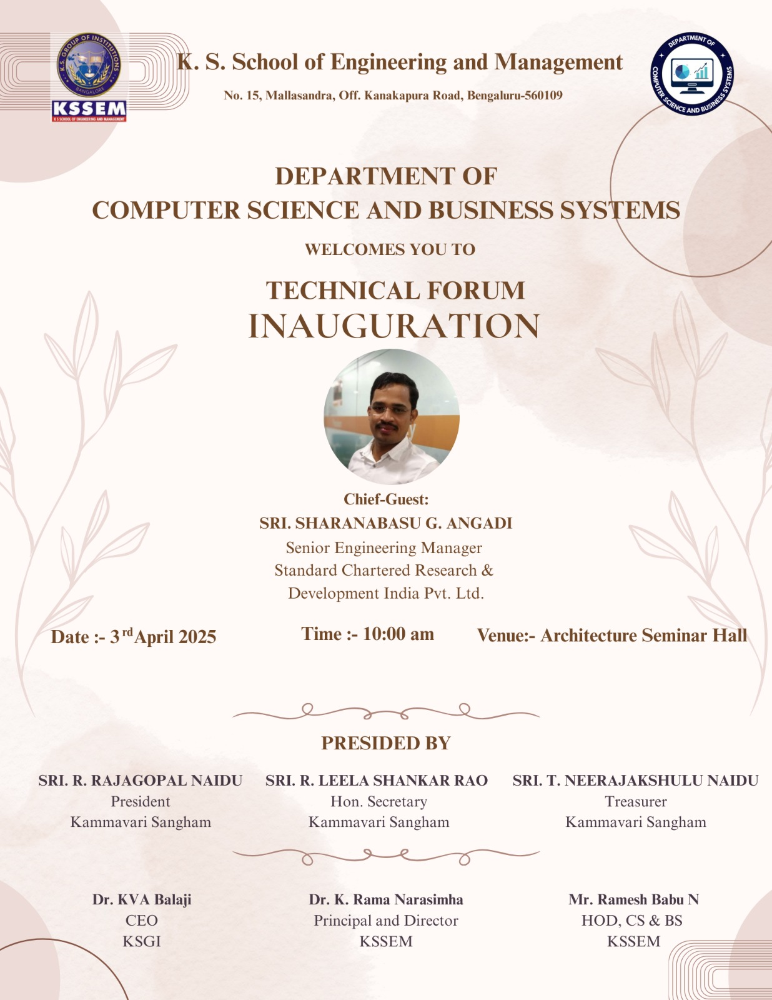 K. S. GROUP OF INSTITUTIONS
BANGALORE
KSSEM
K S SCHOOL OF ENGINEERING AND MANAGEMENT
K. S. School of Engineering and Management
No. 15, Mallasandra, Off. Kanakapura Road, Bengaluru-560109
DEPARTMENT OF
COMPUTER SCIENCE AND BUSINESS SYSTEMS
DEPARTMENT OF
COMPUTER SCIENCE AND BUSINESS SYSTEMS
WELCOMES YOU TO
TECHNICAL FORUM
INAUGURATION
Chief-Guest:
SRI. SHARANABASU G. ANGADI
Senior Engineering Manager
Standard Chartered Research &
Development India Pvt. Ltd.
Date :- 3rd April 2025 Time :- 10:00 am Venue:- Architecture Seminar Hall
PRESIDED BY
SRI. R. RAJAGOPAL NAIDU SRI. R. LEELA SHANKAR RAO SRI. T. NEERAJAKSHULU NAIDU
President Hon. Secretary Treasurer
Kammavari Sangham Kammavari Sangham Kammavari Sangham
Dr. KVA Balaji Dr. K. Rama Narasimha Mr. Ramesh Babu N
CEO Principal and Director HOD, CS & BS
KSGI KSSEM KSSEM